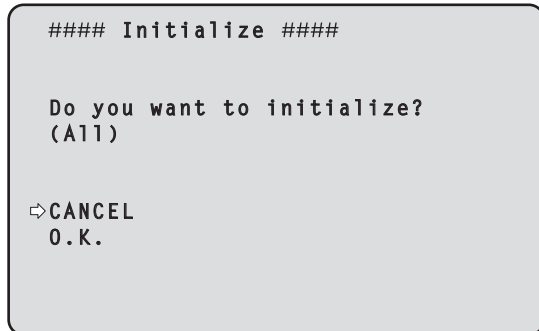 #### Initialize ####
Do you want to initialize?
(All)
⇨CANCEL
O.K.